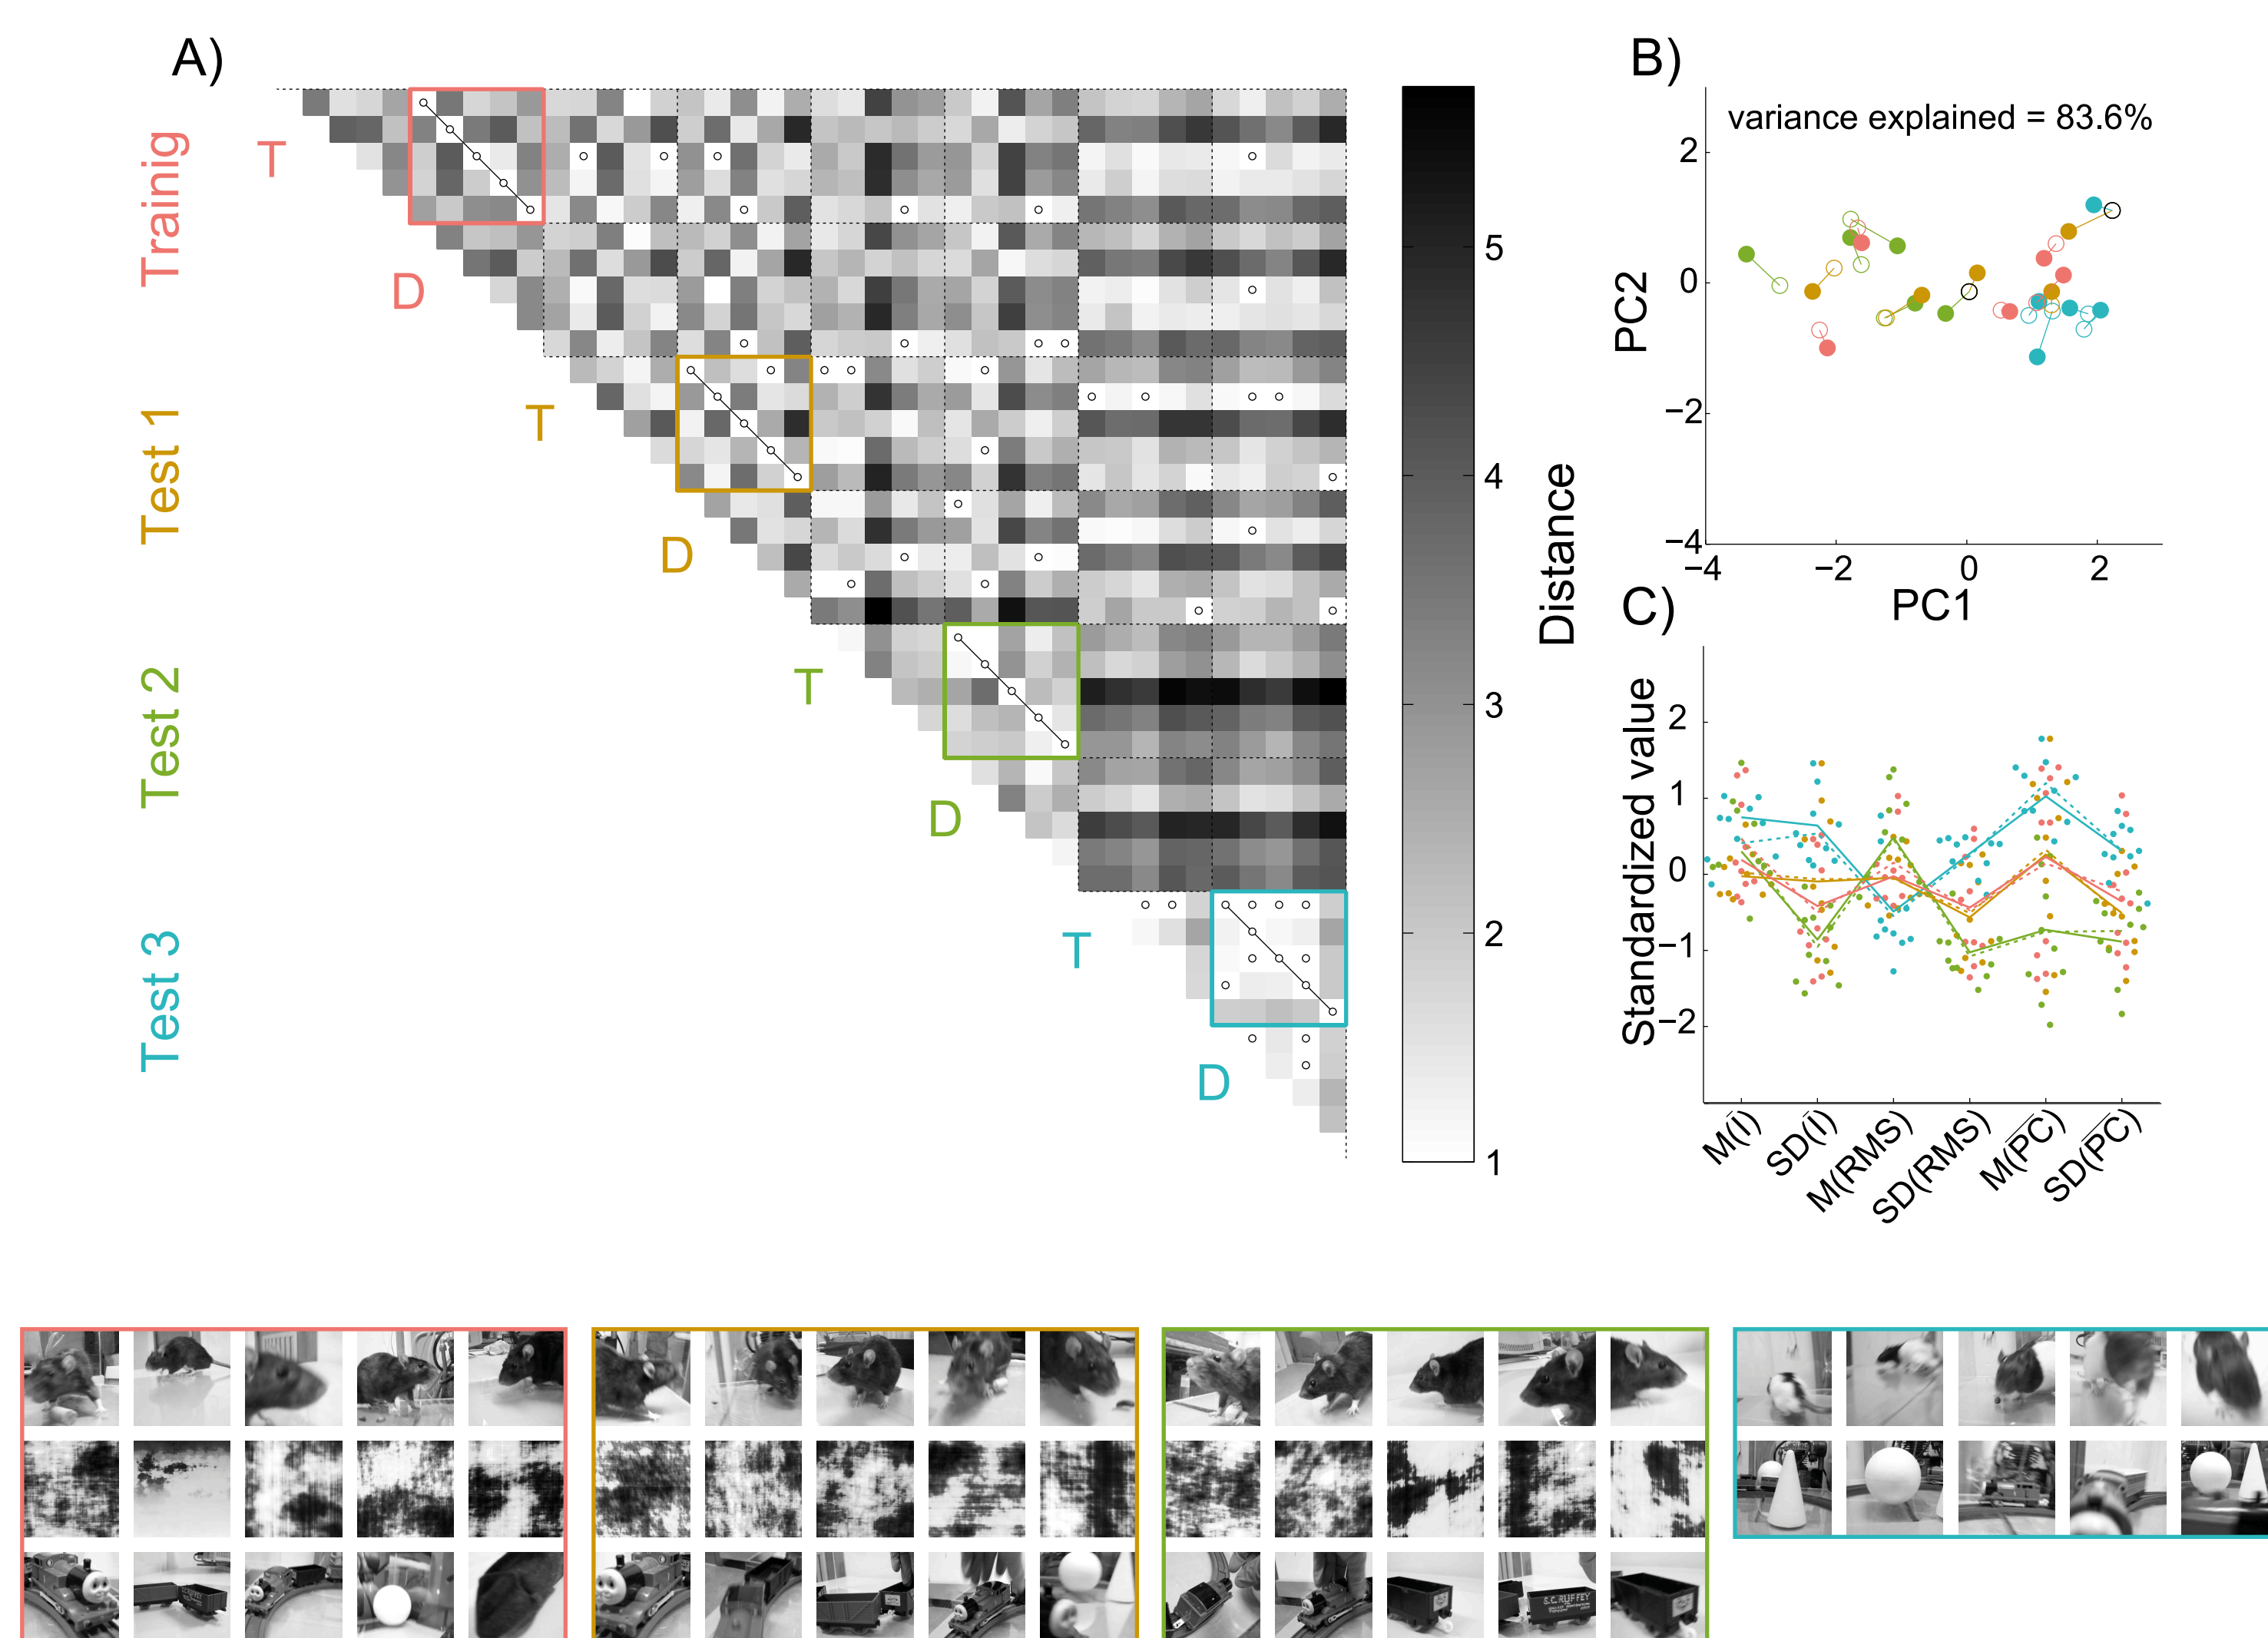 A)
Trainig
T
D
Test 1
T
D
Test 2
T
D
Test 3
T
D
5
4
3
2
1
Distance
B)
variance explained = 83.6%
PC2
2
0
−2
−4
−4
−2
0
2
PC1
C)
Standardized value
2
1
0
−1
−2
M(Ī)
SD(Ī)
M(RMS)
SD(RMS)
M(P̅C̅)
SD(P̅C̅)
S.C.RUFFEY